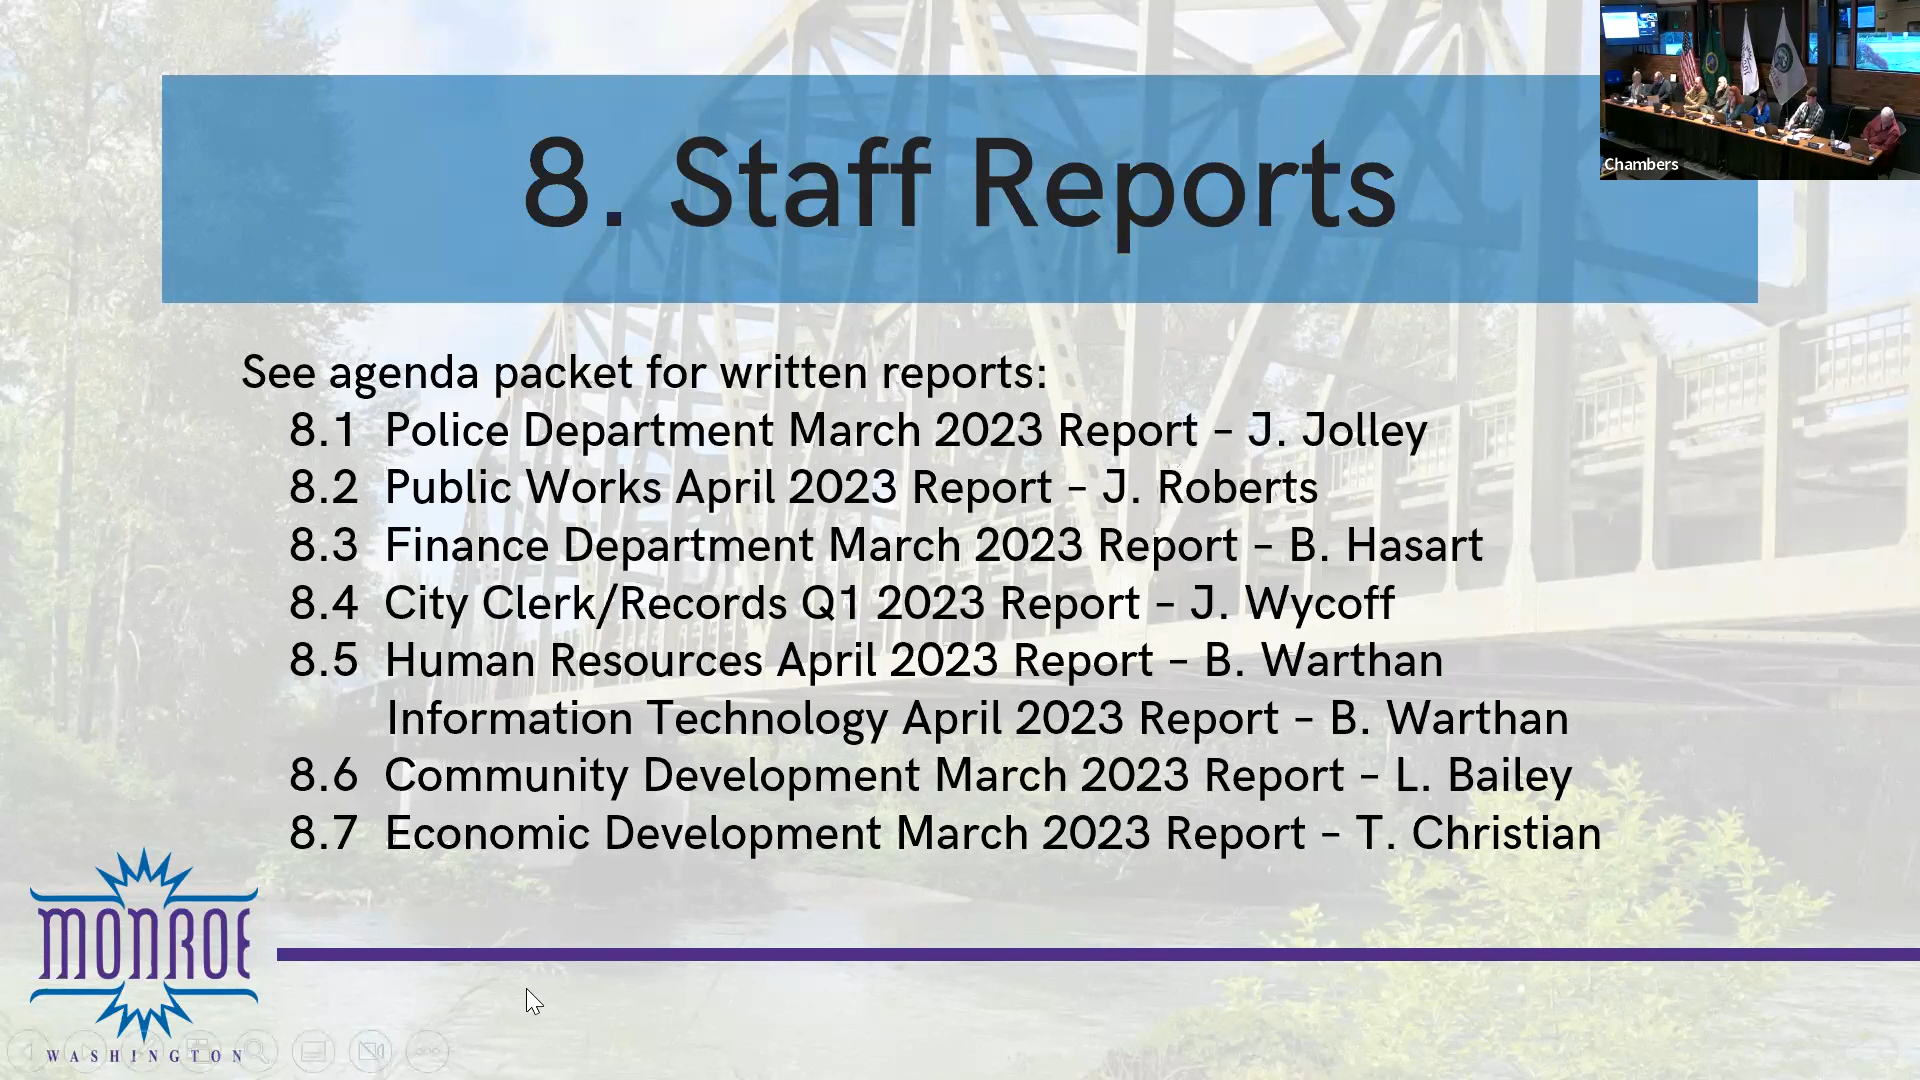 8. Staff Reports
Chambers
See agenda packet for written reports:
8.1 Police Department March 2023 Report – J. Jolley
8.2 Public Works April 2023 Report – J. Roberts
8.3 Finance Department March 2023 Report – B. Hasart
8.4 City Clerk/Records Q1 2023 Report – J. Wycoff
8.5 Human Resources April 2023 Report – B. Warthan
Information Technology April 2023 Report – B. Warthan
8.6 Community Development March 2023 Report – L. Bailey
8.7 Economic Development March 2023 Report – T. Christian
MONROE
WASHINGTON